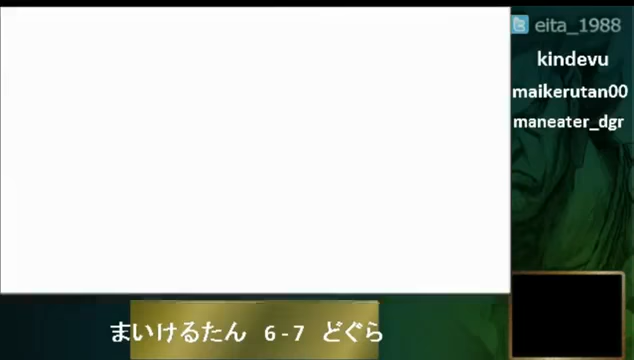 eita_1988
kindevu
maikerutan00
maneater_dgr
まいけるたん 6-7 どぐら